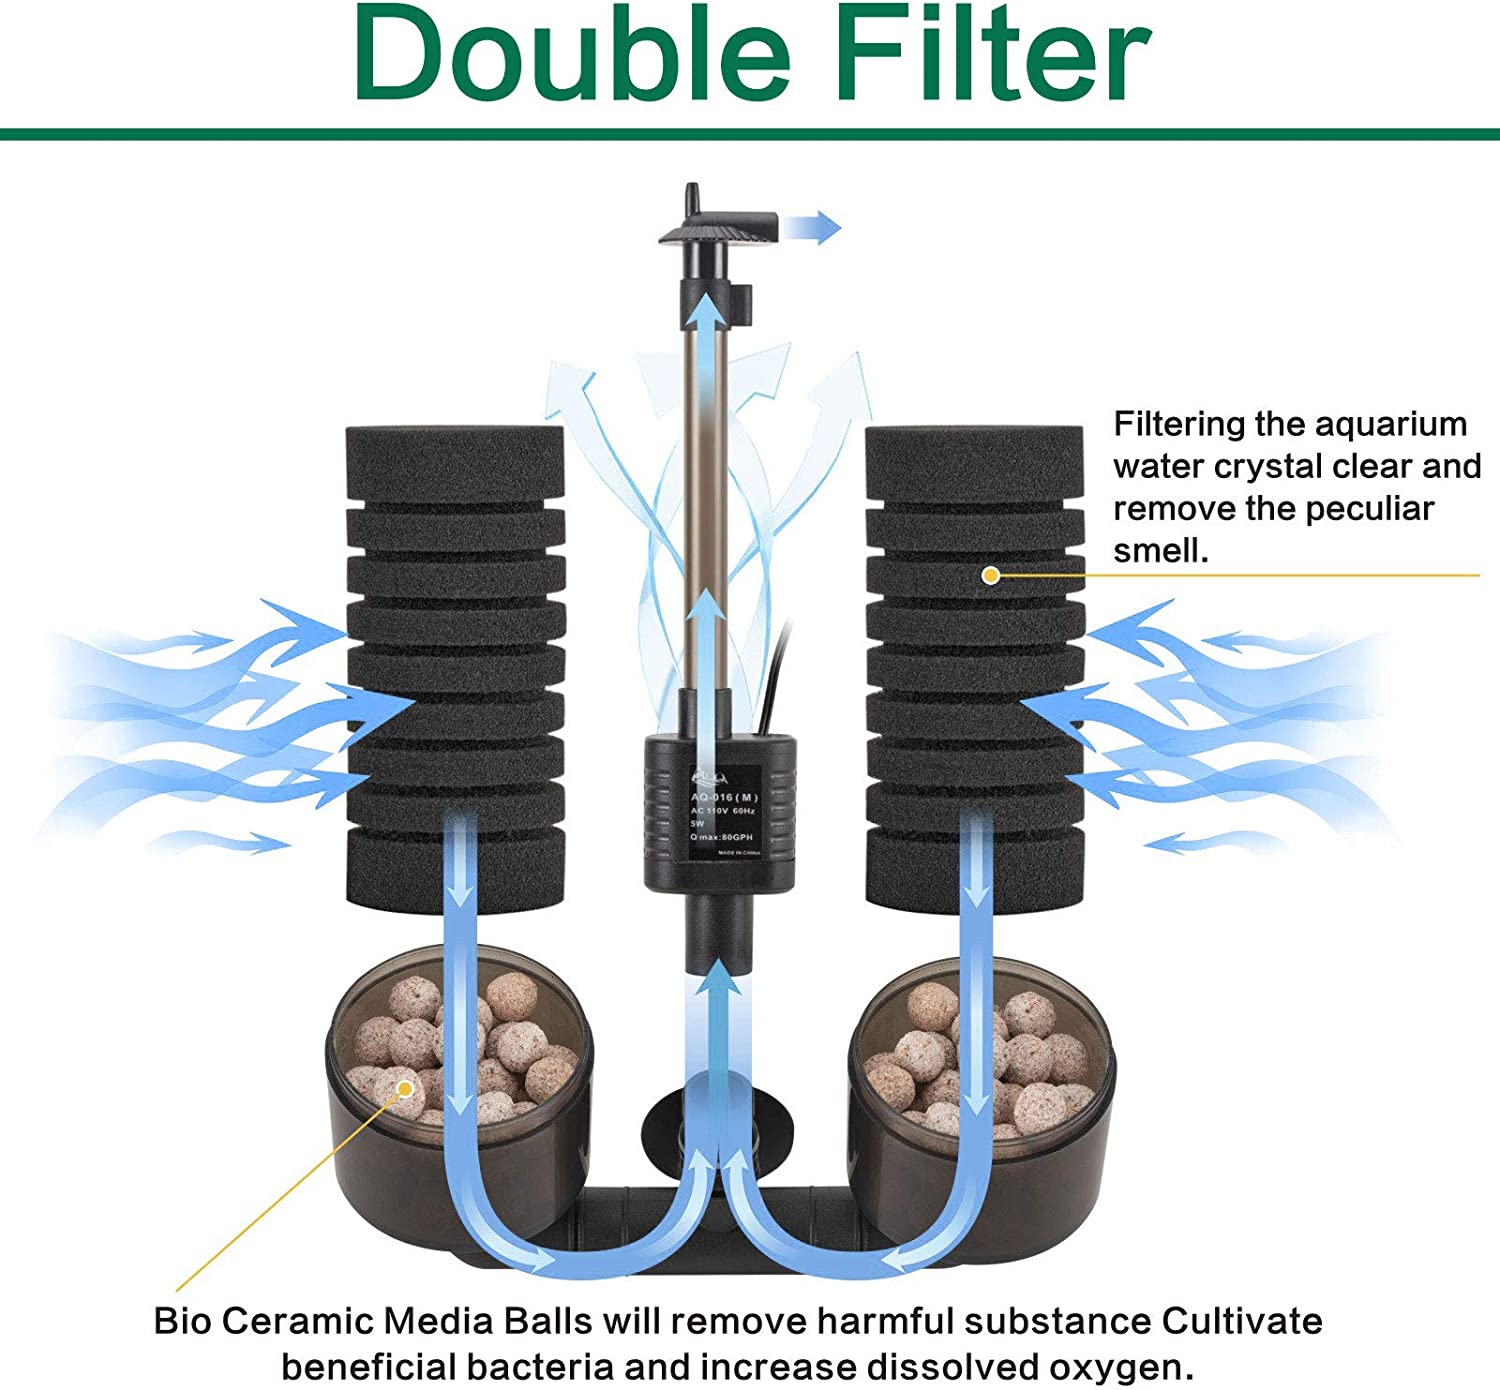 Double Filter
Filtering the aquarium
water crystal clear and
remove the peculiar
smell.
AQ-016 ( M )
AC 110V 60Hz
5W
Q max:80GPH
MADE IN CHINA
Bio Ceramic Media Balls will remove harmful substance Cultivate
beneficial bacteria and increase dissolved oxygen.